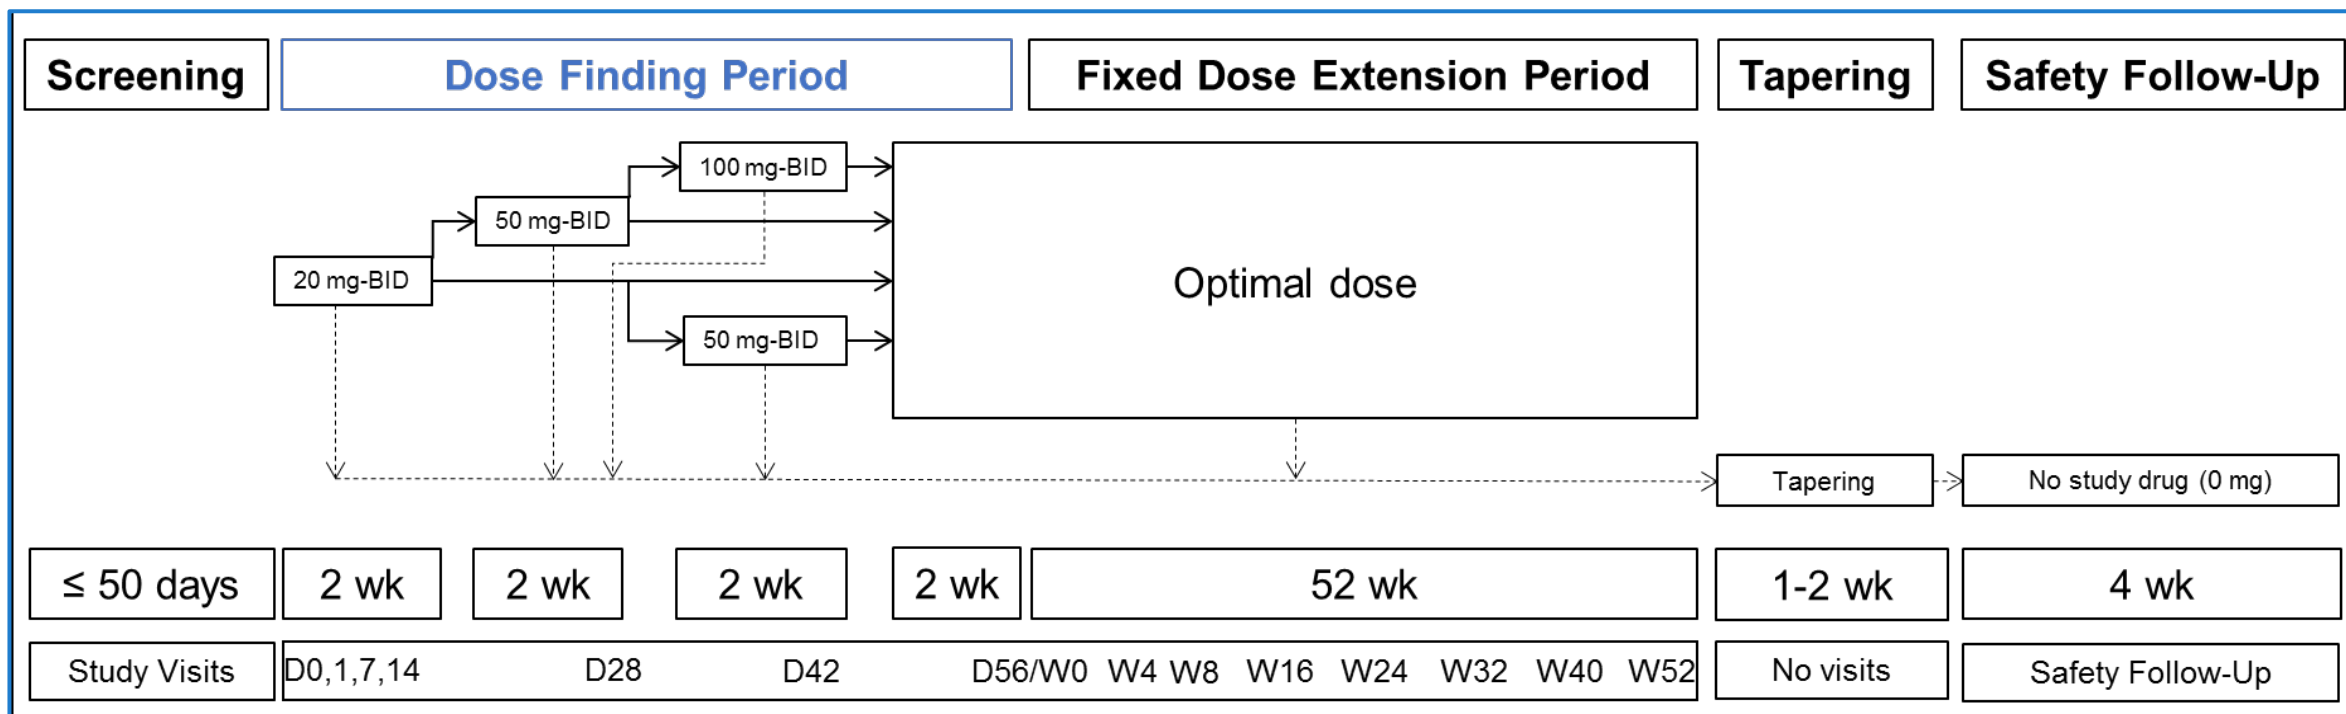 Screening
Dose Finding Period
Fixed Dose Extension Period
Tapering
Safety Follow-Up
100 mg-BID
50 mg-BID
20 mg-BID
Optimal dose
50 mg-BID
Tapering
No study drug (0 mg)
≤ 50 days
2 wk
2 wk
2 wk
2 wk
52 wk
1-2 wk
4 wk
Study Visits
D0,1,7,14
D28
D42
D56/W0
W4
W8
W16
W24
W32
W40
W52
No visits
Safety Follow-Up